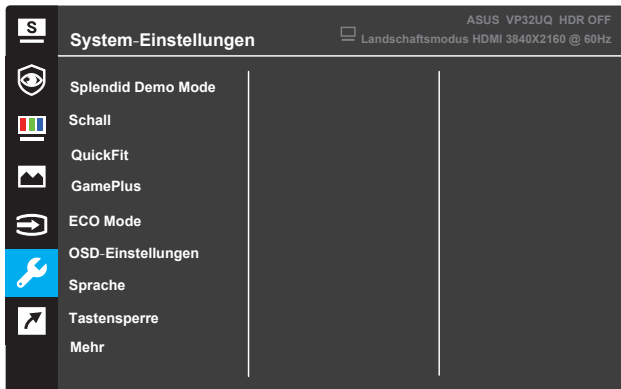 S
ASUS VP32UQ HDR OFF
System-Einstellungen
Landschaftsmodus HDMI 3840X2160 @ 60Hz
Splendid Demo Mode
Schall
QuickFit
GamePlus
ECO Mode
OSD-Einstellungen
Sprache
Tastensperre
Mehr